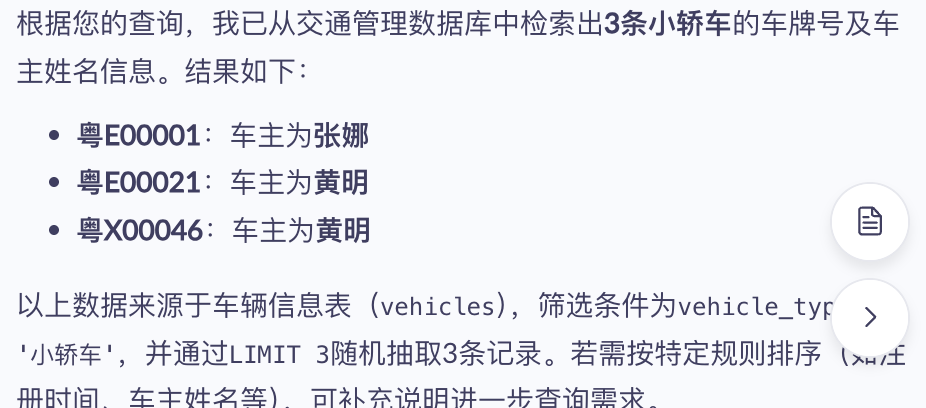 根据您的查询，我已从交通管理数据库中检索出3条小轿车的车牌号及车
主姓名信息。结果如下：
粤E00001：车主为张娜
粤E00021：车主为黄明
粤X00046：车主为黄明
以上数据来源于车辆信息表（vehicles），筛选条件为vehicle_typ
'小轿车'，并通过LIMIT 3随机抽取3条记录。若需按特定规则排序（如注
册时间、车主姓名等），可补充说明进一步查询需求。